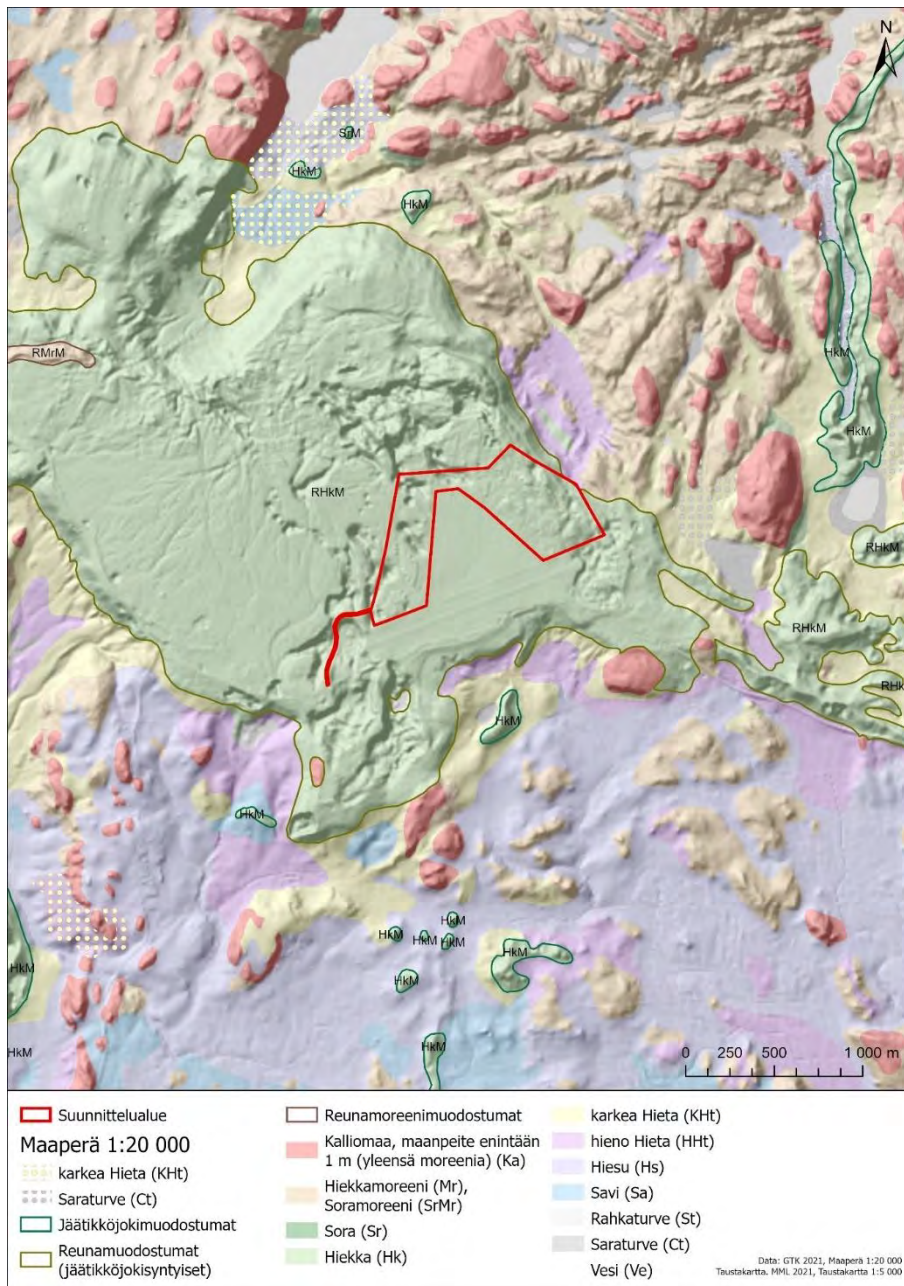 N
SrM
HkM
HkM
RMrM
HkM
HkM
RHkM
RHkM
RHkM
RHk
HkM
HkM
HkM
HkM
HkM
HkM
HkM
HkM
HkM
HkM
HkM
0 250 500 1 000 m
Suunnittelualue
Maaperä 1:20 000
karkea Hieta (KHt)
Saraturve (Ct)
Jäätikköjokimuodostumat
Reunamuodostumat
(jäätikköjokisyntyiset)
Reunamoreenimuodostumat
Kalliomaa, maanpeite enintään
1 m (yleensä moreenia) (Ka)
Hiekkamoreeni (Mr),
Soramoreeni (SrMr)
Sora (Sr)
Hiekka (Hk)
karkea Hieta (KHt)
hieno Hieta (HHt)
Hiesu (Hs)
Savi (Sa)
Rahkaturve (St)
Saraturve (Ct)
Vesi (Ve)
Data: GTK 2021, Maaperä 1:20 000
Taustakartta. MML 2021, Taustakartta 1:5 000